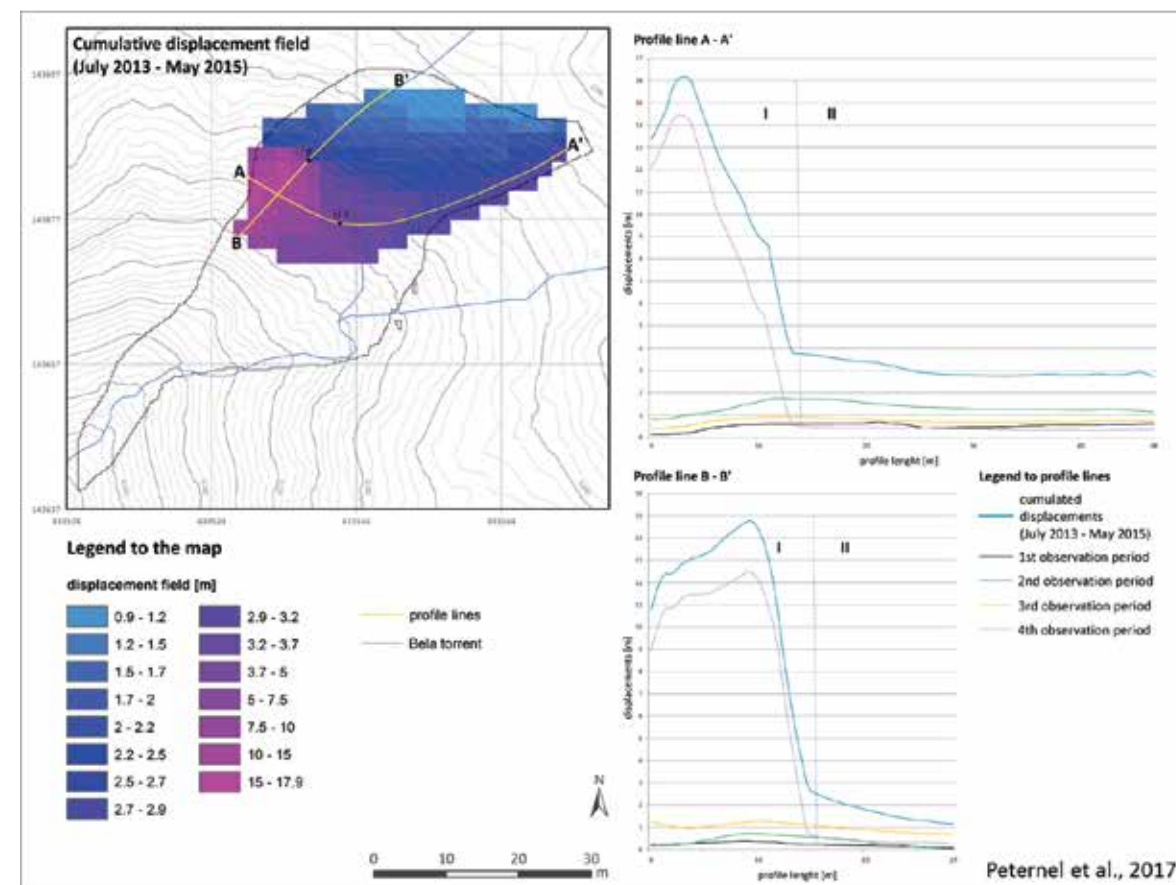 Cumulative displacement field
(July 2013 - May 2015)
B'
A'
A
B
Legend to the map
displacement field [m]
0.9 - 1.2
1.2 - 1.5
1.5 - 1.7
1.7 - 2
2 - 2.2
2.2 - 2.5
2.5 - 2.7
2.7 - 2.9
2.9 - 3.2
3.2 - 3.7
3.7 - 5
5 - 7.5
7.5 - 10
10 - 15
15 - 17.9
profile lines
Bela torrent
N
0 10 20 30
m
Profile line A - A'
I II
displacements [m]
profile lenght [m]
Profile line B - B'
I II
displacements [m]
profile lenght [m]
Legend to profile lines
cumulated
displacements
(July 2013 - May 2015)
1st observation period
2nd observation period
3rd observation period
4th observation period
Peternel et al., 2017